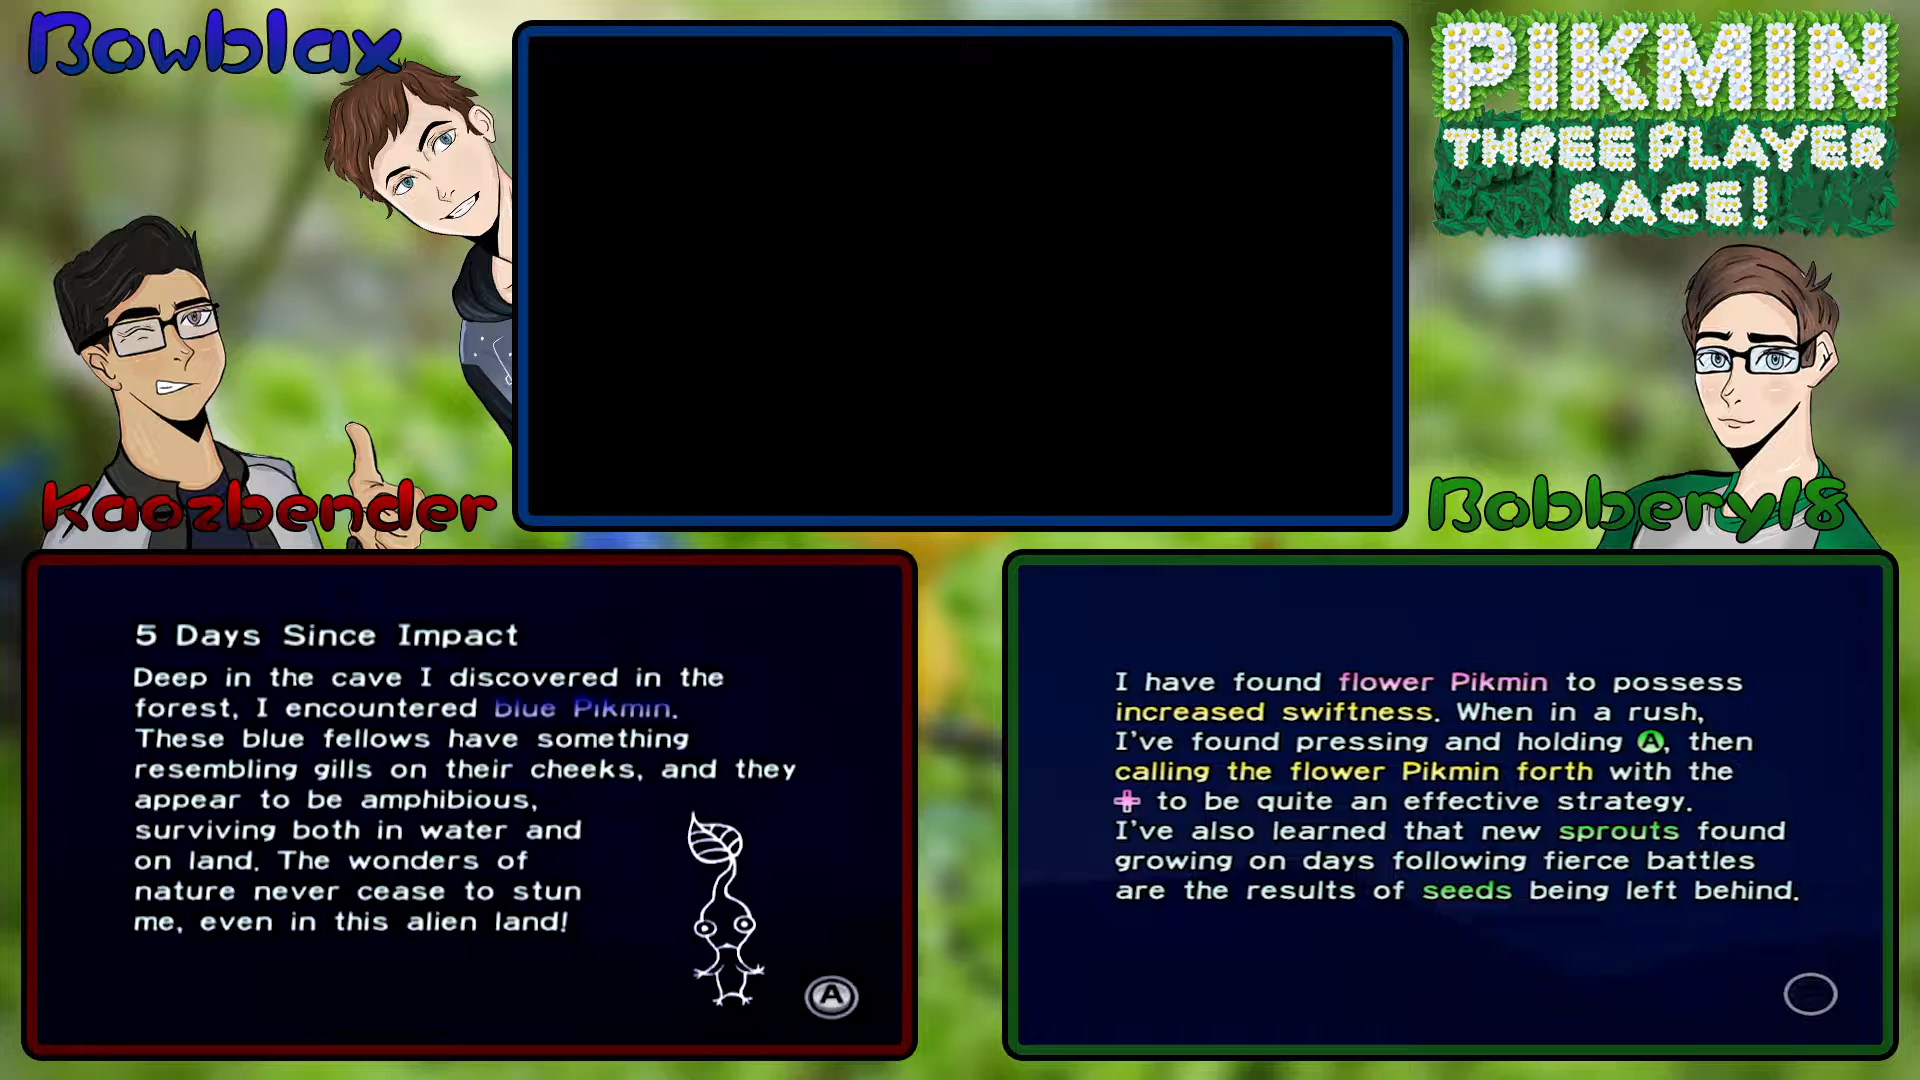 Bowblax
PIKMIN
THREE PLAYER
RACE!
Kaozbender
Bobbery18
5 Days Since Impact
Deep in the cave I discovered in the
forest, I encountered blue Pikmin.
These blue fellows have something
resembling gills on their cheeks, and they
appear to be amphibious,
surviving both in water and
on land. The wonders of
nature never cease to stun
me, even in this alien land!
A
I have found flower Pikmin to possess
increased swiftness. When in a rush,
I've found pressing and holding A, then
calling the flower Pikmin forth with the
to be quite an effective strategy.
I've also learned that new sprouts found
growing on days following fierce battles
are the results of seeds being left behind.